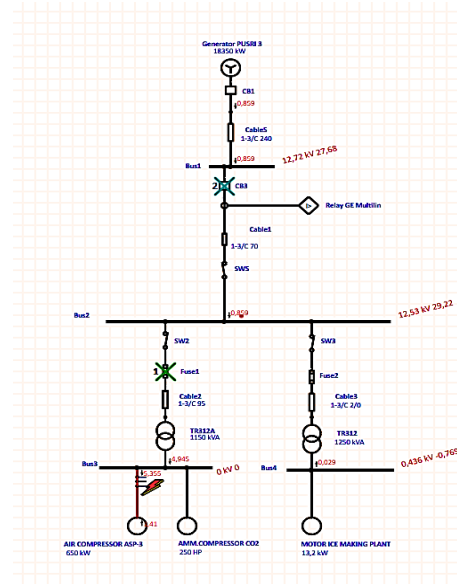 Generator PUSRI 3
18350 kW
CB1
0,859
Cable5
1-3/C 240
0,859
Bus1
12,72 kV 27,68
2
CB3
Relay GE Multilin
Cable1
1-3/C 70
SW5
0,859
Bus2
12,53 kV 29,22
SW2
SW3
1
Fuse1
Fuse2
Cable2
1-3/C 95
Cable3
1-3/C 2/0
TR312A
1150 kVA
TR312
1250 kVA
4,945
0,029
Bus3
0 kV 0
Bus4
0,436 kV -0,765
5,355
0,41
AIR COMPRESSOR ASP-3
650 kW
AMM.COMPRESSOR CO2
250 HP
MOTOR ICE MAKING PLANT
13,2 kW